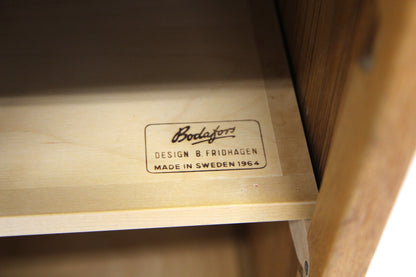 Bodafors
DESIGN B. FRIDHAGEN
MADE IN SWEDEN 1964